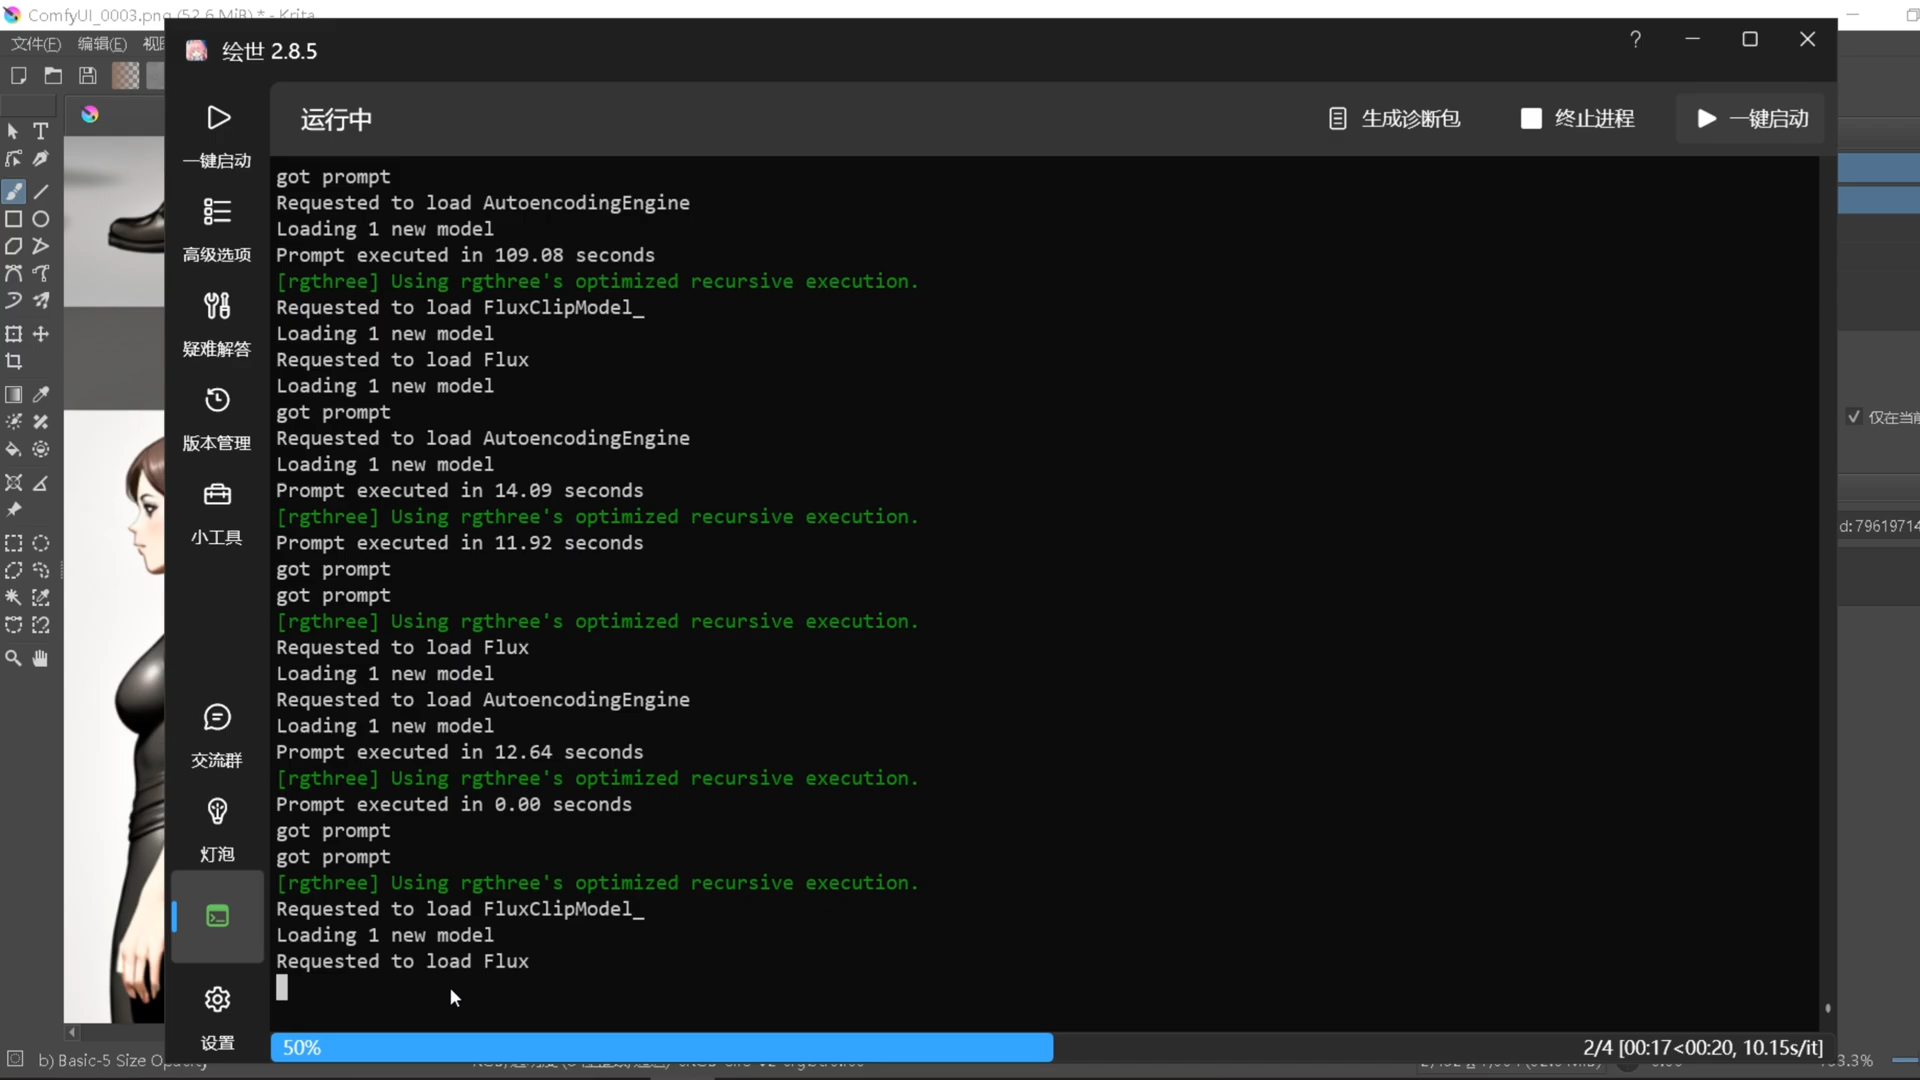 ComfyUI_0003.png (52.6 MiB) * - Krita
文件(F) 编辑(E)
绘世 2.8.5
运行中
生成诊断包
终止进程
一键启动
一键启动
高级选项
疑难解答
版本管理
小工具
交流群
灯泡
设置
got prompt
Requested to load AutoencodingEngine
Loading 1 new model
Prompt executed in 109.08 seconds
[rgthree] Using rgthree's optimized recursive execution.
Requested to load FluxClipModel_
Loading 1 new model
Requested to load Flux
Loading 1 new model
got prompt
Requested to load AutoencodingEngine
Loading 1 new model
Prompt executed in 14.09 seconds
[rgthree] Using rgthree's optimized recursive execution.
Prompt executed in 11.92 seconds
got prompt
got prompt
[rgthree] Using rgthree's optimized recursive execution.
Requested to load Flux
Loading 1 new model
Requested to load AutoencodingEngine
Loading 1 new model
Prompt executed in 12.64 seconds
[rgthree] Using rgthree's optimized recursive execution.
Prompt executed in 0.00 seconds
got prompt
got prompt
[rgthree] Using rgthree's optimized recursive execution.
Requested to load FluxClipModel_
Loading 1 new model
Requested to load Flux
50%
2/4 [00:17<00:20, 10.15s/it]
仅在当前
d: 79619714
b) Basic-5 Size
3.3%